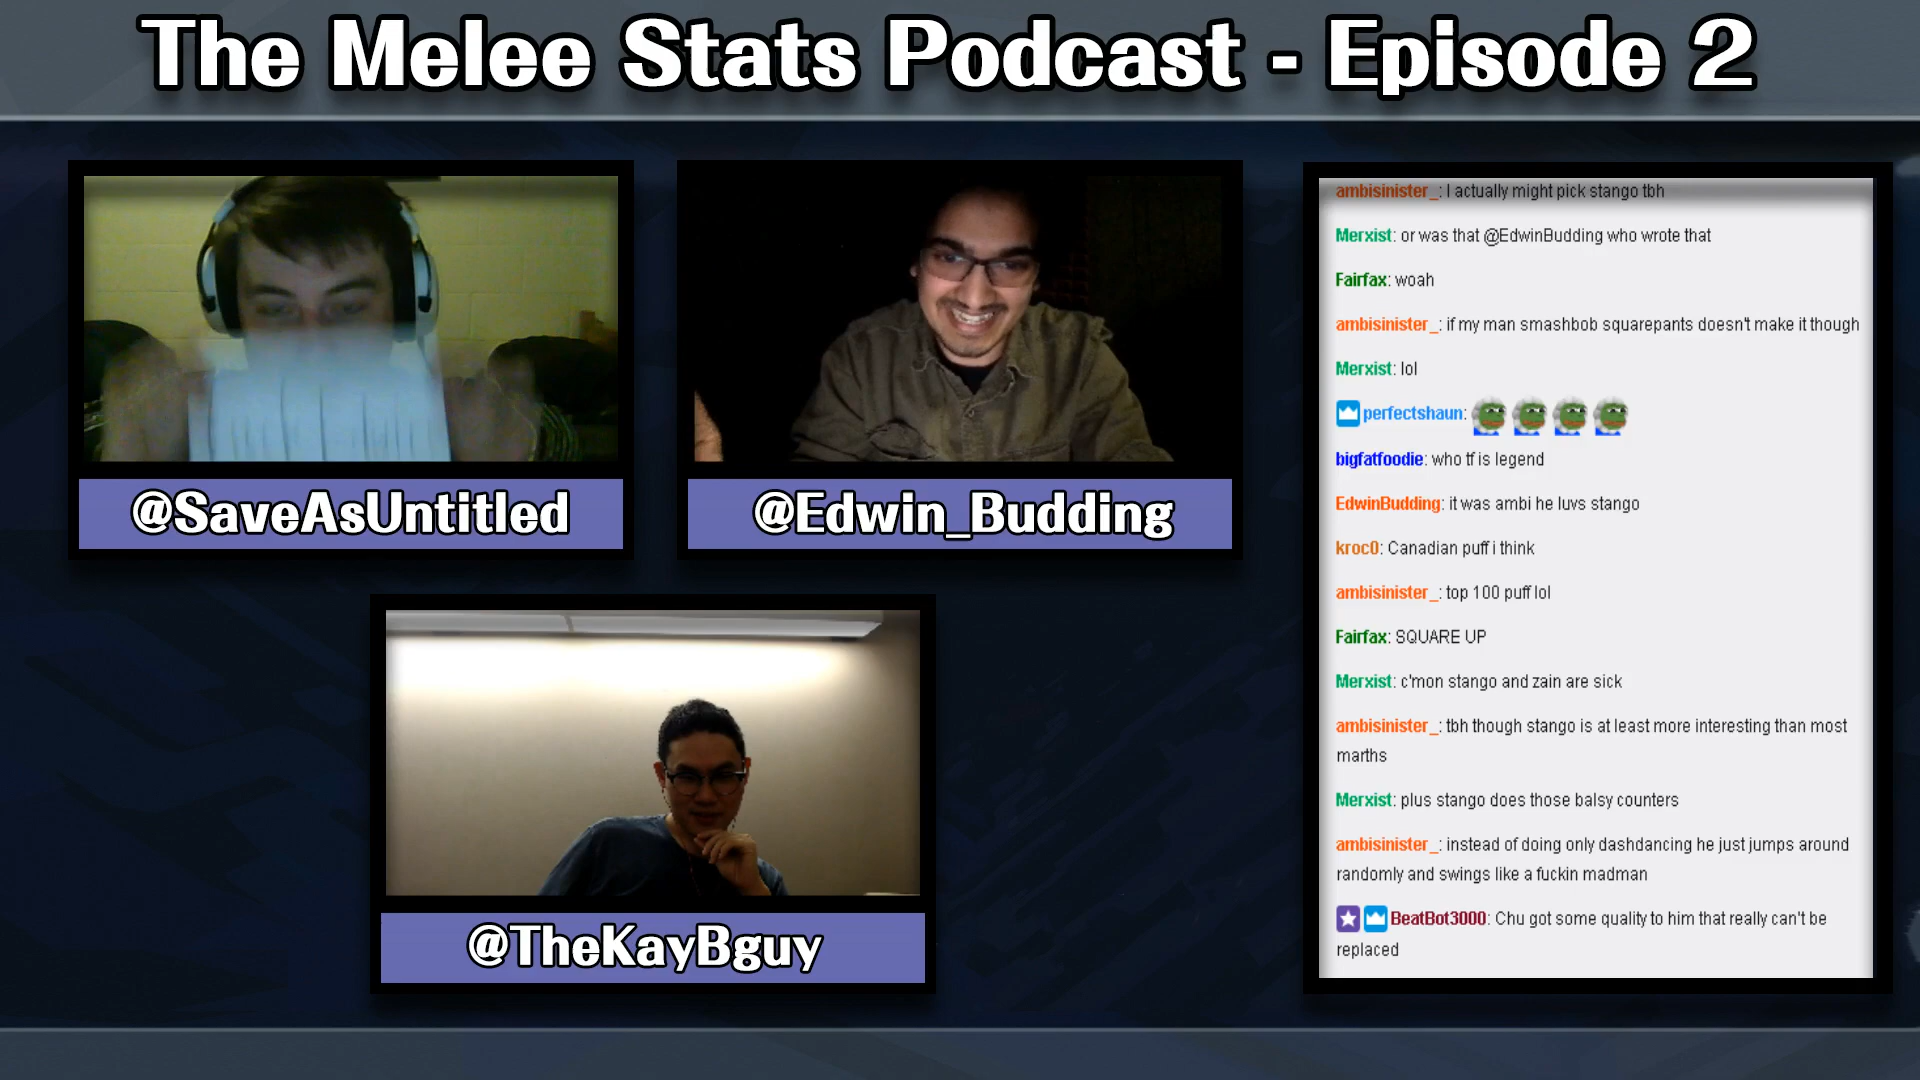 The Melee Stats Podcast - Episode 2
@SaveAsUntitled
@Edwin_Budding
@TheKayBguy
ambisinister_: I actually might pick stango tbh
Merxist: or was that @EdwinBudding who wrote that
Fairfax: woah
ambisinister_: if my man smashbob squarepants doesn't make it though
Merxist: lol
perfectshaun:
bigfatfoodie: who tf is legend
EdwinBudding: it was ambi he luvs stango
kroc0: Canadian puff i think
ambisinister_: top 100 puff lol
Fairfax: SQUARE UP
Merxist: c'mon stango and zain are sick
ambisinister_: tbh though stango is at least more interesting than most
marths
Merxist: plus stango does those balsy counters
ambisinister_: instead of doing only dashdancing he just jumps around
randomly and swings like a fuckin madman
BeatBot3000: Chu got some quality to him that really can't be
replaced